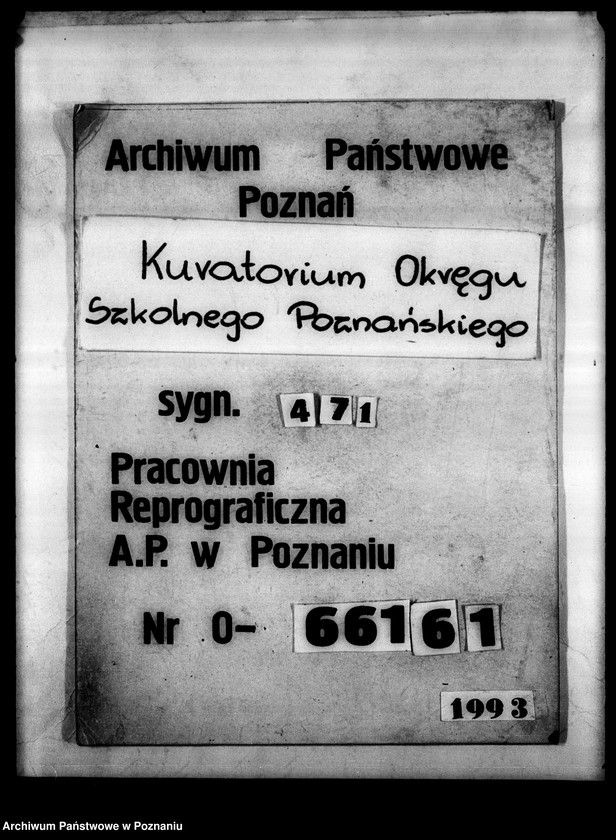 Archiwum Państwowe
Poznań
Kuratorium Okręgu
Szkolnego Poznańskiego
sygn. 471
Pracownia
Reprograficzna
A.P. w Poznaniu
Nr 0- 66161
1993
Archiwum Państwowe w Poznaniu